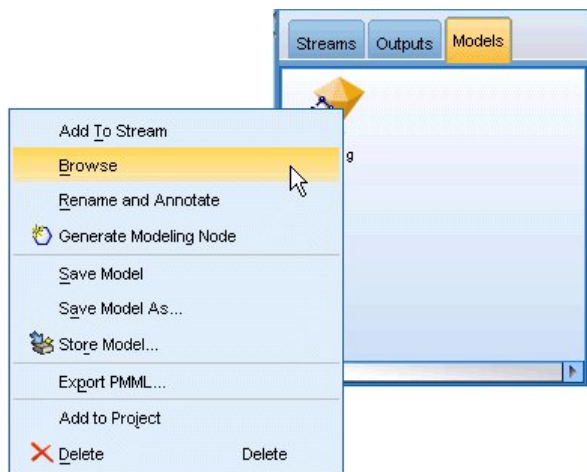 Streams Outputs Models
g
Add To Stream
Browse
Rename and Annotate
Generate Modeling Node
Save Model
Save Model As...
Store Model...
Export PMML...
Add to Project
Delete Delete